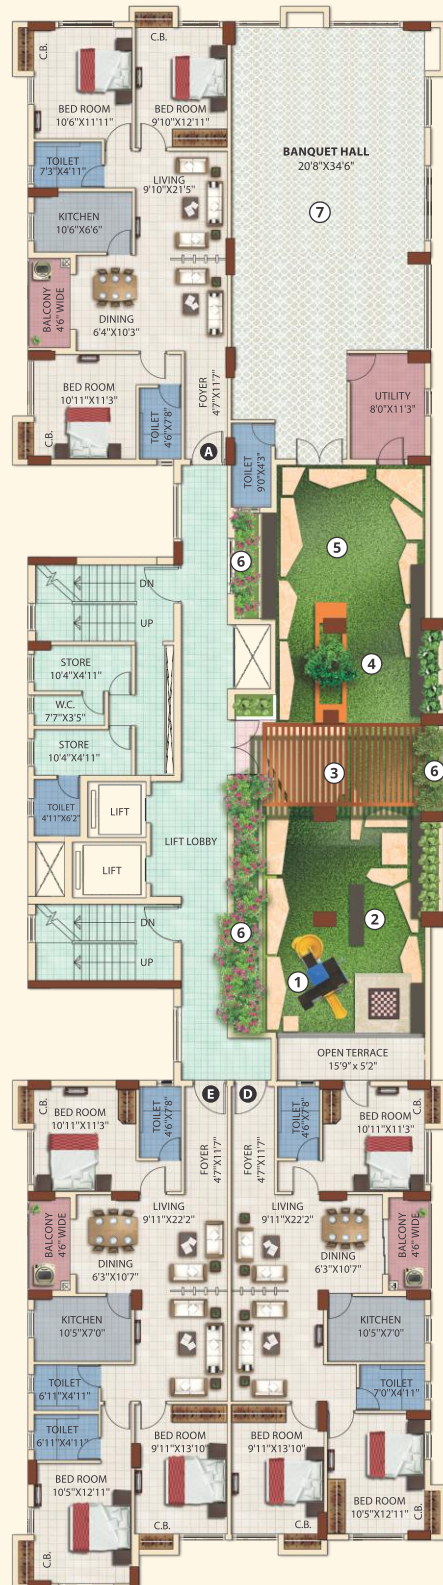 C.B.
C.B.
BED ROOM
10'6"X11'11"
BED ROOM
9'10"X12'11"
TOILET
7'3"X4'11"
LIVING
9'10"X21'5"
BANQUET HALL
20'8"X34'6"
7
KITCHEN
10'6"X6'6"
BALCONY
4'6" WIDE
DINING
6'4"X10'3"
BED ROOM
10'11"X11'3"
C.B.
TOILET
4'6"X7'8"
FOYER
4'7"X11'7"
UTILITY
8'0"X11'3"
A
TOILET
9'0"X4'3"
5
6
DN
UP
STORE
10'4"X4'11"
W.C.
7'7"X3'5"
STORE
10'4"X4'11"
4
3
6
TOILET
4'11"X6'2"
LIFT
LIFT
LIFT LOBBY
DN
UP
6
2
1
OPEN TERRACE
15'9" x 5'2"
E
D
C.B.
BED ROOM
10'11"X11'3"
TOILET
4'6"X7'8"
FOYER
4'7"X11'7"
FOYER
4'7"X11'7"
TOILET
4'6"X7'8"
C.B.
BED ROOM
10'11"X11'3"
BALCONY
4'6" WIDE
LIVING
9'11"X22'2"
LIVING
9'11"X22'2"
BALCONY
4'6" WIDE
DINING
6'3"X10'7"
DINING
6'3"X10'7"
KITCHEN
10'5"X7'0"
KITCHEN
10'5"X7'0"
TOILET
6'11"X4'11"
TOILET
7'0"X4'11"
TOILET
6'11"X4'11"
BED ROOM
9'11"X13'10"
BED ROOM
9'11"X13'10"
BED ROOM
10'5"X12'11"
BED ROOM
10'5"X12'11"
C.B.
C.B.
C.B.
C.B.